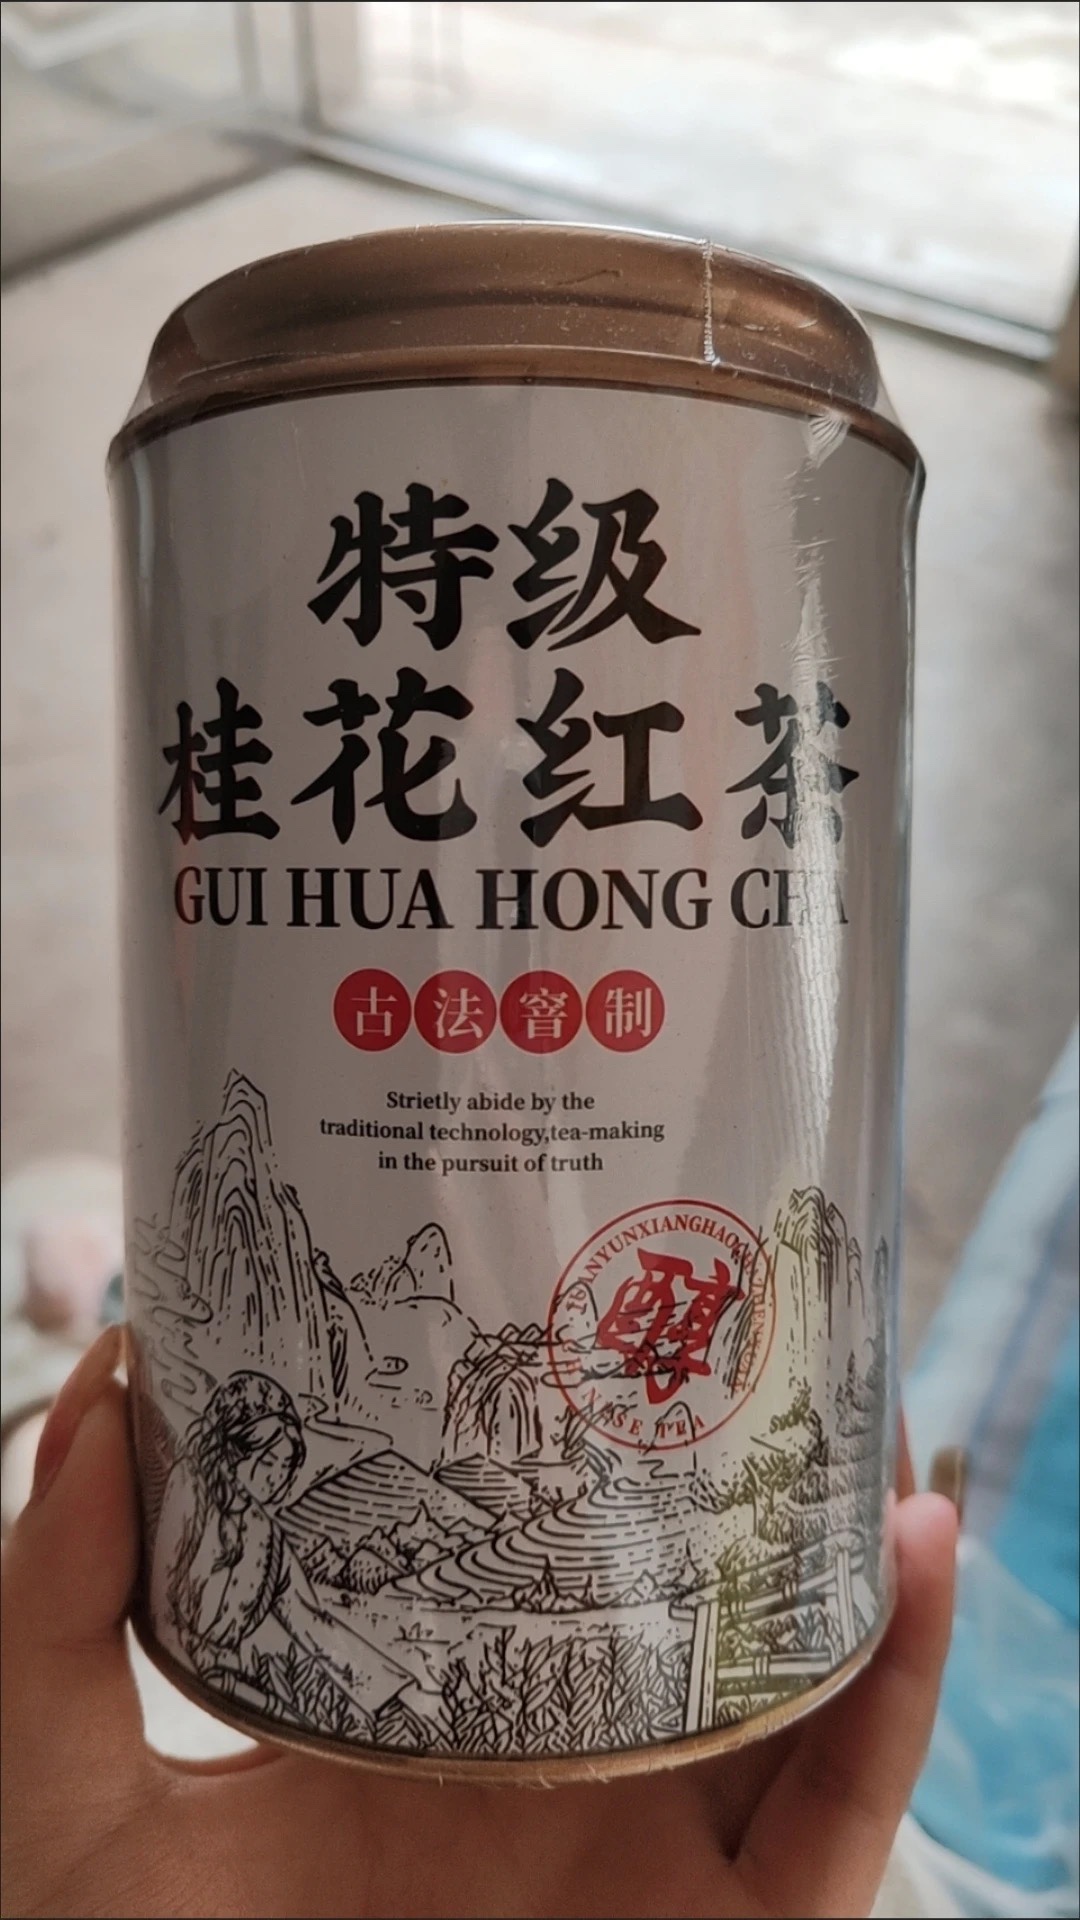 特级
桂花红茶
GUI HUA HONG CHA
古法窨制
Strietly abide by the
traditional technology,tea-making
in the pursuit of truth